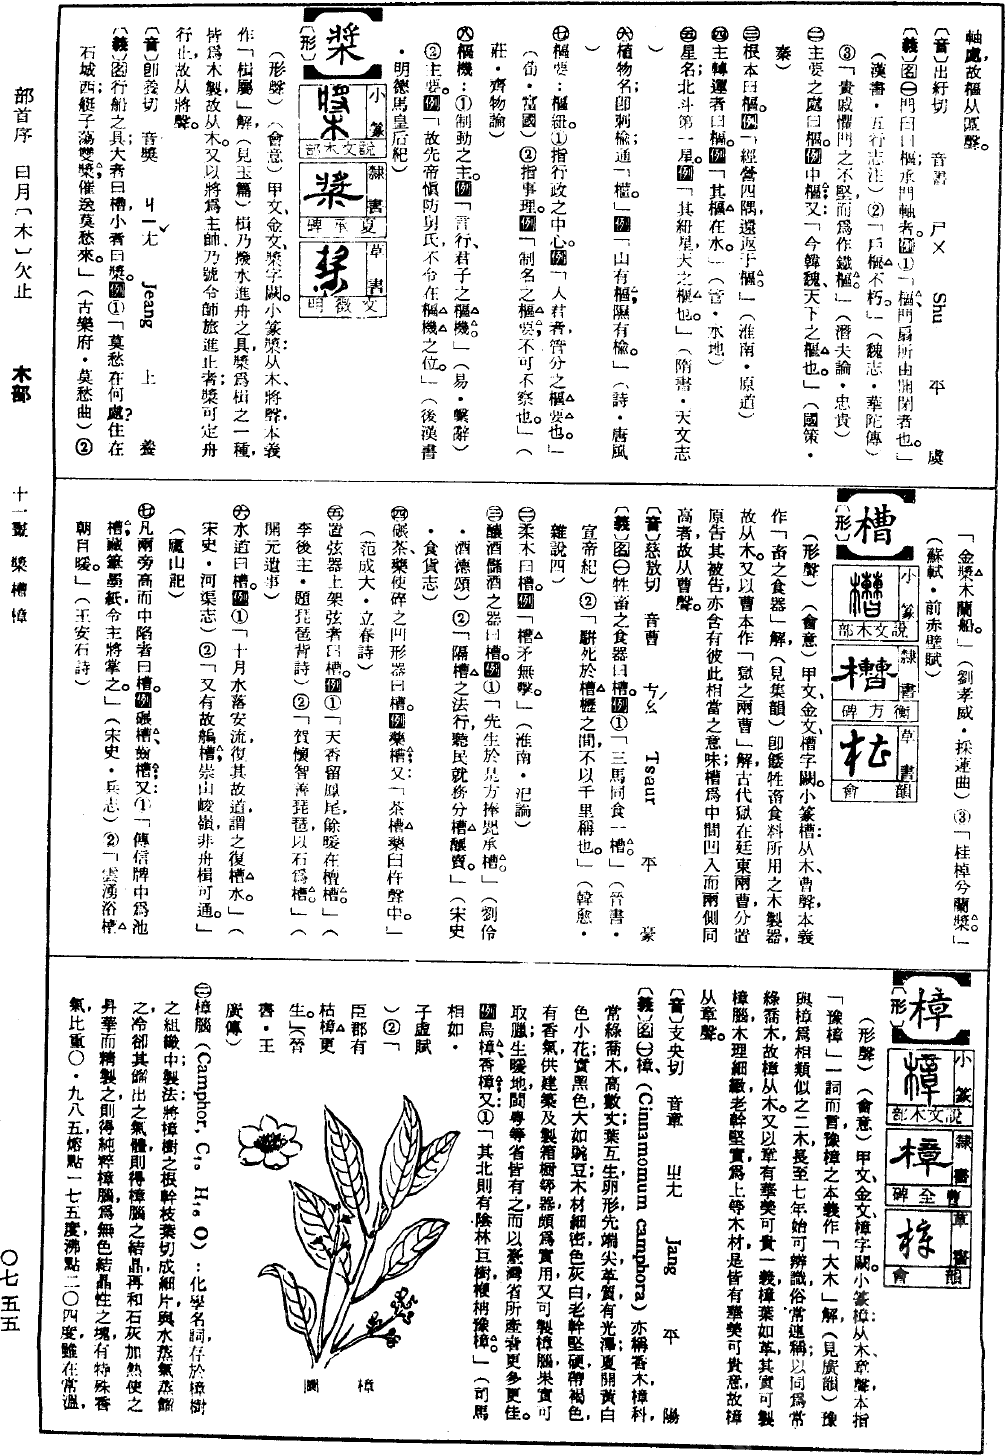 軸處,故樞从區聲。
〔音〕出紆切 音書 ㄕㄨ Shu 平 虞
〔義〕图㊀門臼曰樞;承門軸者。例①「樞,門扇所由開閉者也。」
(漢書・五行志注)②「戶樞不朽。」(魏志・華陀傳)
③「貴戚懼門之不堅而爲作鐵樞。」(潛夫論・忠貴)
㊁主要之處曰樞。例中樞;又:「今韓、魏,天下之樞也。」(國策・
秦)
㊂根本曰樞。例「經營四隅,還返于樞。」(淮南・原道)
㊃主轉運者曰樞。例「其樞在水。」(管・水地)
㊄星名,北斗第一星。例「其紐星,天之樞也。」(隋書・天文志
)
㊅植物名;卽刺榆;通「櫙」例「山有樞,隰有榆。」(詩・唐風
)
㊆樞要:樞紐。①指行政之中心。例「人君者,管分之樞要也。」
(荀・富國)②指事理。例「制名之樞要,不可不察也。」(
莊・齊物論)
㊇樞機:①制動之主。例「言行,君子之樞機。」(易・繫辭)
②主要。例「故先帝愼防舅氏,不令在樞機之位。」(後漢書
・明德馬皇后紀)
槳
〔形〕
小篆 說文木部
隸書 夏承碑
草書 文徵明
(形聲)(會意)甲文、金文槳字闕。小篆槳:从木、將聲,本義
作「楫屬」解(見玉篇)楫乃撥水進舟之具,槳爲楫之一種,
皆爲木製,故从木。又以將爲主帥,乃號令師旅進止者;槳可定舟
行止,故从將聲。
〔音〕卽養切 音奬 ㄐㄧㄤˇ Jeang 上 養
〔義〕图行船之具,大者曰櫓,小者曰槳。例①「莫愁在何處?住在
石城西;艇子蕩雙槳,催送莫愁來。」(古樂府・莫愁曲)②
「金槳木蘭船。」(劉孝威・採蓮曲)③「桂棹兮蘭槳。」
(蘇軾・前赤壁賦)
槽
〔形〕
小篆 說文木部
隸書 衡方碑
草書 韻會
(形聲)(會意)甲文、金文槽字闕。小篆槽:从木、曹聲,本義
作「畜之食器」解(見集韻)卽餧牲畜食料所用之木製器,
故从木。又以曹本作「獄之兩曹」解,古代獄在廷東,兩曹分置
原吿其被吿,亦含有彼此相當之意味;槽爲中間凹入而兩側同
高者,故从曹聲。
〔音〕慈敖切 音曹 ㄘㄠˊ Tsaur 平 豪
〔義〕图㊀牲畜之食器曰槽。例①「三馬同食一槽。」(晉書・
宣帝紀)②「駢死於槽櫪之間,不以千里稱也。」(韓愈・
雜說四)
㊁柔木曰槽。例「槽矛無擊。」(淮南・氾論)
㊂釀酒儲酒之器曰槽。例①「先生於是方捧甖承槽。」(劉伶
・酒德頌)②「隔槽之法行,聽民就務分槽釀賣。」(宋史
・食貨志)
㊃碾茶、藥使碎之凹形器曰槽。例藥槽;又:「茶槽藥臼杵聲中。」
(范成大・立春詩)
㊄置弦器上架弦者曰槽。例①「天香留鳳尾,餘暖在檀槽。」(
李後主・題琵琶背詩)②「賀懷智善琵琶,以石爲槽。」(
開元遺事)
㊅水道曰槽。例①「十月水落安流,復其故道,謂之復槽水。」(
宋史・河渠志)②「又有故艑槽,崇山峻嶺,非舟楫可通。」
(廬山記)
㊆凡兩旁高而中陷者曰槽。例碾槽,齒槽;又:①「傳信牌中爲池
槽,藏筆墨紙,令主將掌之。」(宋史・兵志)②「雲湧浴槽
朝自暖。」(王安石詩)
樟
〔形〕
小篆 說文木部
隸書 曹全碑
草書 韻會
(形聲)(會意)甲文、金文樟字闕。小篆樟:从木、章聲,本指
「豫樟」一詞而言,豫樟之本義作「大木」解(見廣韻)豫
與樟爲相類似之二木,長至七年始可辨識,俗常連稱;以同爲常
綠喬木,故樟从木。又以章有華美可貴一義,樟葉如革,其實可製
樟腦,木理細緻,老幹堅實,爲上等木材,是皆有華美可貴意,故樟
从章聲。
〔音〕支央切 音章 ㄓㄤ Jang 平 陽
〔義〕图㊀樟(Cinnamomum camphora)亦稱香木;樟科,
常綠喬木,高數丈;葉互生,卵形,先端尖,革質有光澤;夏開黃白
色小花,實黑色,大如豌豆;木材細密,色灰白,老幹堅硬,帶褐色,
有香氣,供建築及製箱櫥等器,頗爲實用;又可製樟腦;果實可
取臘;生暖地,閩粵等省皆有之,而以臺灣省所產者更多更佳。
例烏樟,香樟;又:①「其北則有陰林巨樹,楩柟豫樟。」(司馬
相如・
子虛賦
)②「
臣郡有
枯樟更
生。」(晉
書・王
廣傳)
樟 圖
㊁樟腦(Camphor, C₁₀ H₁₆ O):化學名詞,存於樟樹
之組織中;製法:將樟樹之根幹枝葉切成細片,與水蒸氣蒸餾
之,冷卻其餾出之氣體,則得樟腦之結晶;再和石灰加熱,使之
昇華而精製之,則得純粹樟腦,爲無色結晶性之塊,有特殊香
氣,比重〇・九八五,熔點一七五度,沸點二〇四度,雖在常溫,
部首序 曰月(木)欠止 木部 十一畫 槳槽樟 〇七五五